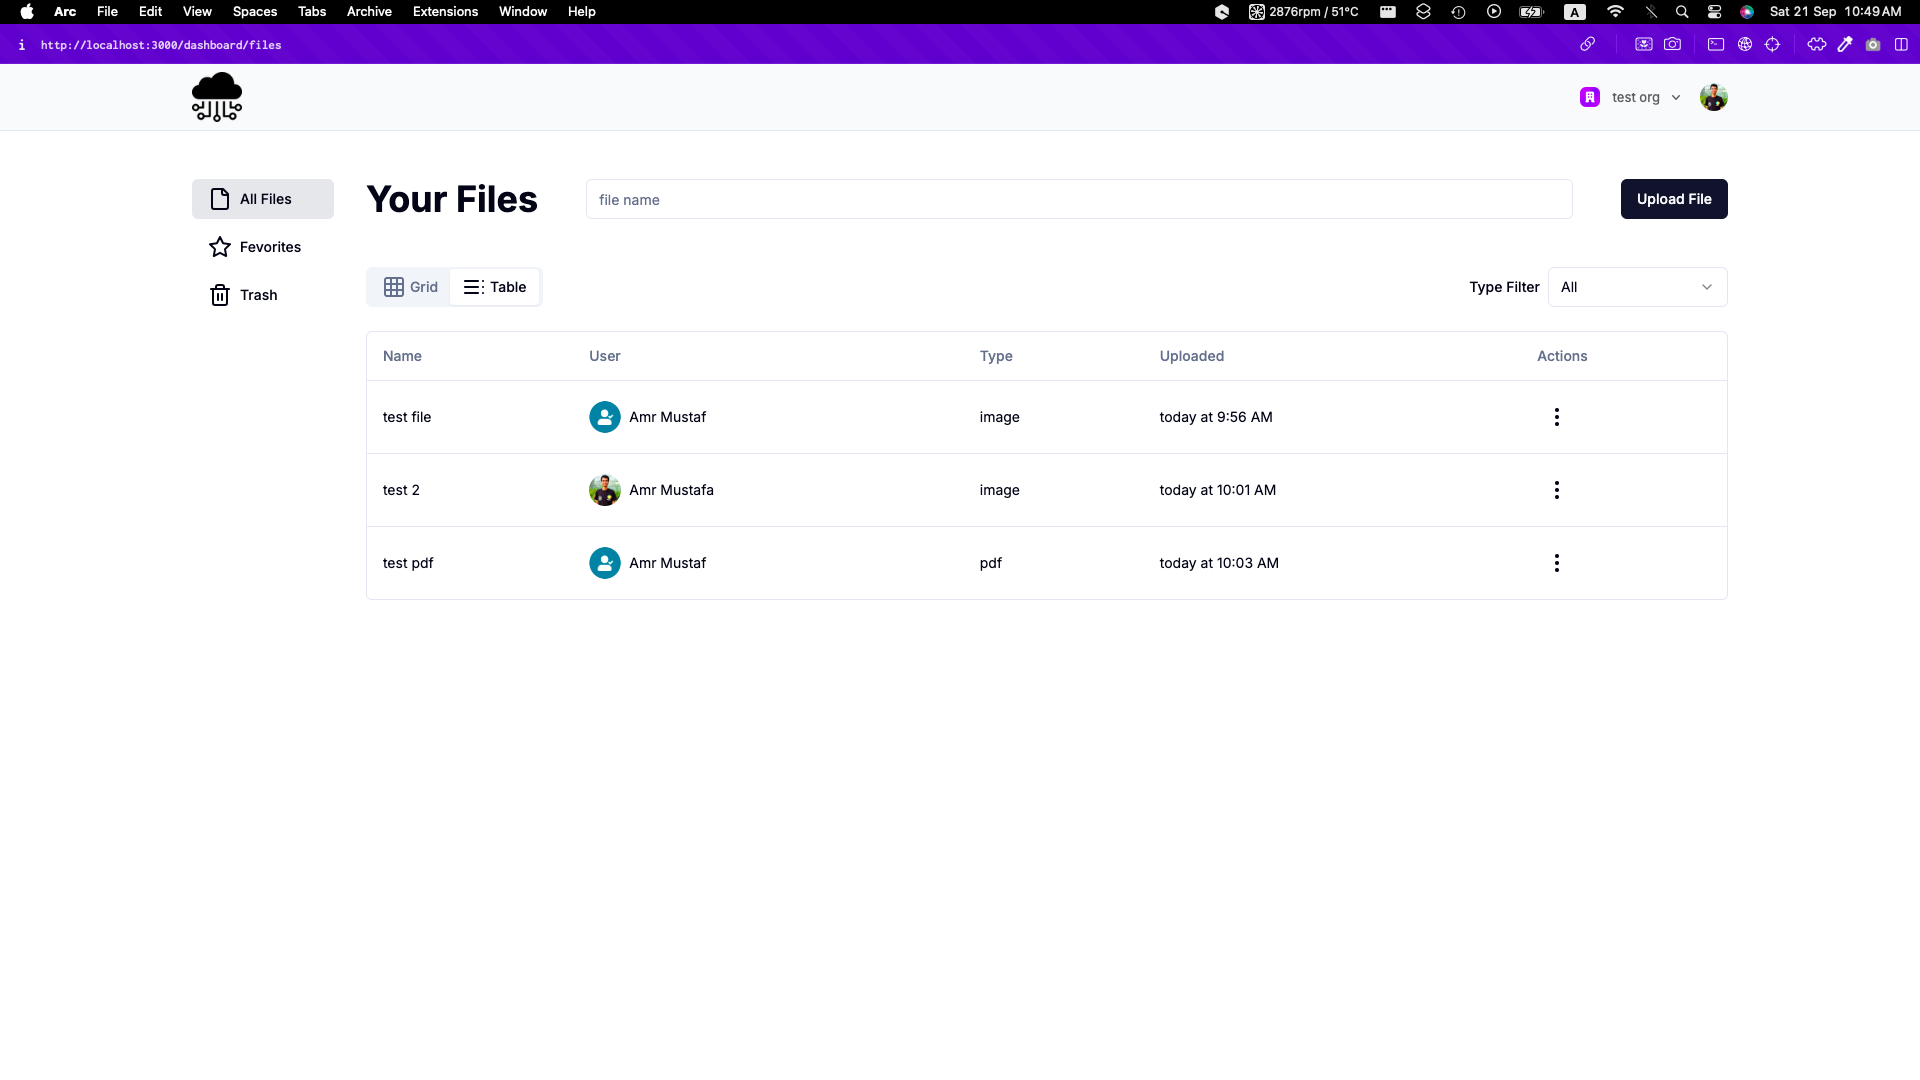 Arc File Edit View Spaces Tabs Archive Extensions Window Help 2876rpm / 51°C A Sat 21 Sep 10:49 AM
i http://localhost:3000/dashboard/files
test org
All Files
Your Files
file name
Upload File
Fevorites
Trash
Grid
Table
Type Filter
All
Name User Type Uploaded Actions
test file Amr Mustaf image today at 9:56 AM
test 2 Amr Mustafa image today at 10:01 AM
test pdf Amr Mustaf pdf today at 10:03 AM